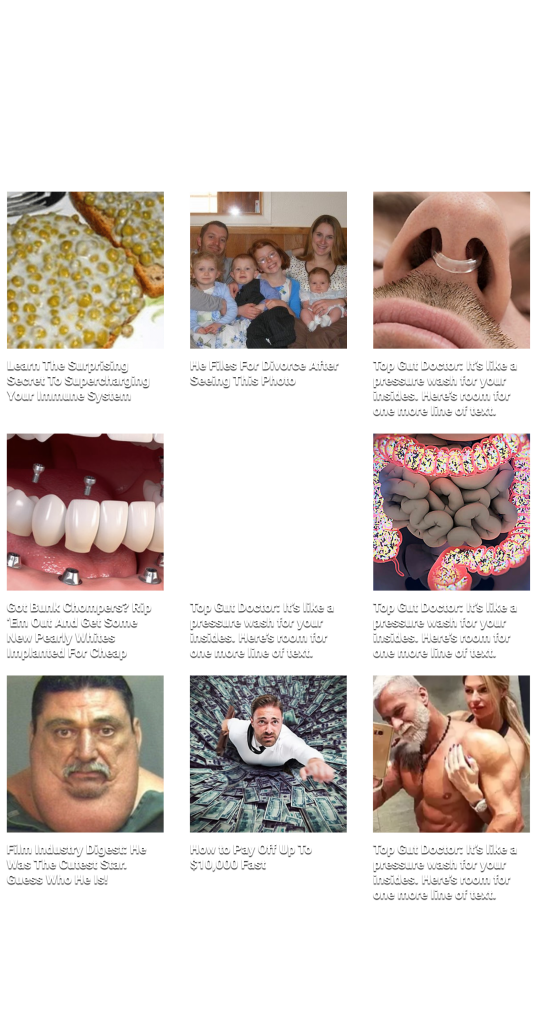 Learn The Surprising
Secret To Supercharging
Your Immune System
He Files For Divorce After
Seeing This Photo
Top Gut Doctor: It's like a
pressure wash for your
insides. Here's room for
one more line of text.
Got Bunk Chompers? Rip
'Em Out And Get Some
New Pearly Whites
Implanted For Cheap
Top Gut Doctor: It's like a
pressure wash for your
insides. Here's room for
one more line of text.
Top Gut Doctor: It's like a
pressure wash for your
insides. Here's room for
one more line of text.
Film Industry Digest: He
Was The Cutest Star.
Guess Who He Is!
How to Pay Off Up To
$10,000 Fast
Top Gut Doctor: It's like a
pressure wash for your
insides. Here's room for
one more line of text.